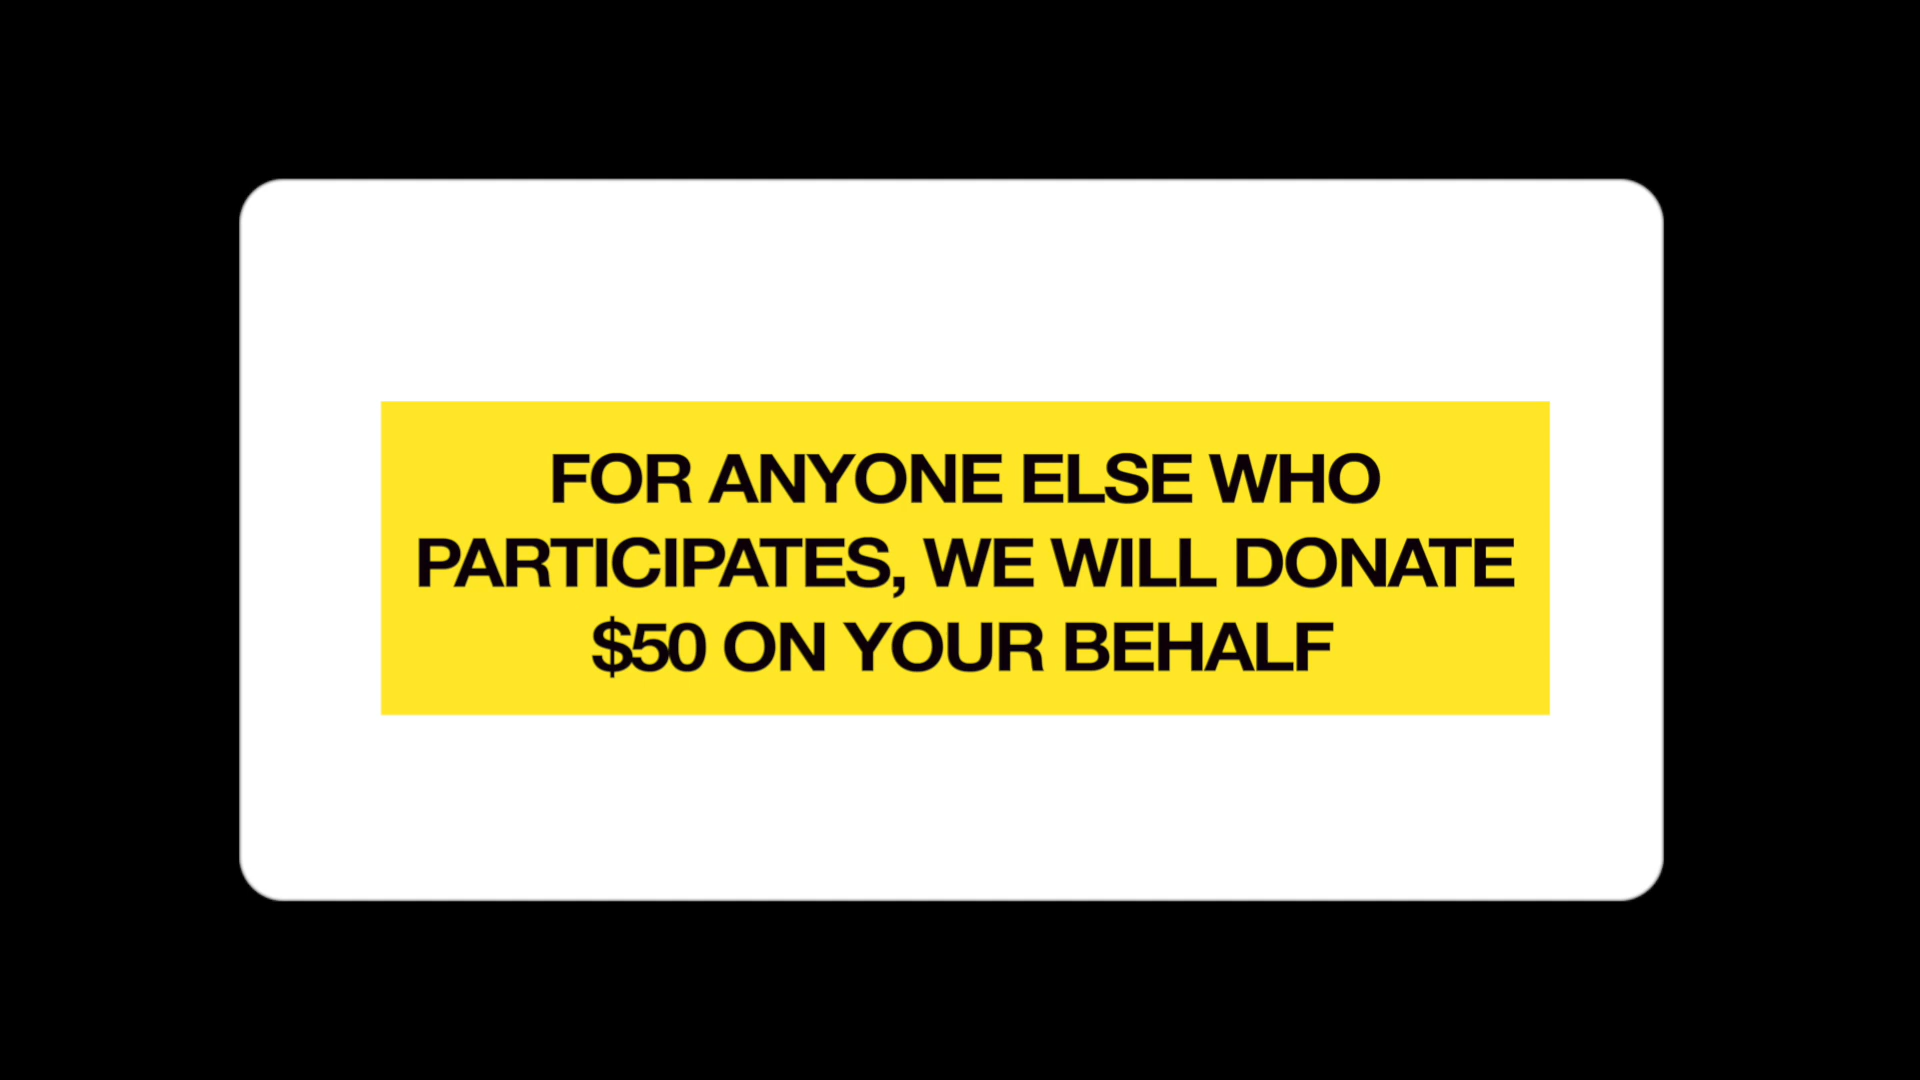 FOR ANYONE ELSE WHO
PARTICIPATES, WE WILL DONATE
$50 ON YOUR BEHALF